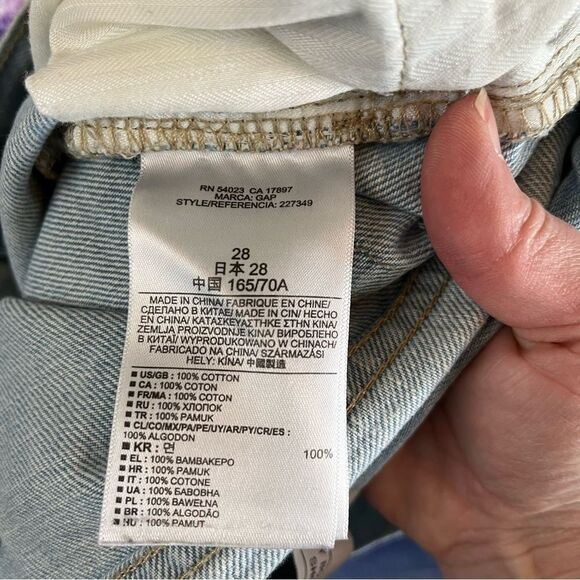 RN 54023 CA 17897
MARCA: GAP
STYLE/REFERENCIA: 227349
28
日本 28
中国 165/70A
MADE IN CHINA/ FABRIQUE EN CHINE/
СДЕЛАНО В КИТАЕ/ MADE IN CIN/ HECHO
EN CHINA/ ΚΑΤΑΣΚΕΥΑΣΤΗΚΕ ΣΤΗΝ ΚΙΝΑ/
ZEMLJA PROIZVODNJE KINA/ ВИРОБЛЕНО
В КИТАЇ/ WYPRODUKOWANO W CHINACH/
FABRICADO NA CHINA/ SZÁRMAZÁSI
HELY: KÍNA/ 中國製造
US/GB : 100% COTTON
CA : 100% COTON
FR/MA : 100% COTON
RU : 100% ХЛОПОК
TR : 100% PAMUK
CL/CO/MX/PA/PE/UY/AR/PY/CR/ES :
100% ALGODON
KR : 면 100%
EL : 100% ΒΑΜΒΑΚΕΡΟ
HR : 100% PAMUK
IT : 100% COTONE
UA : 100% БАВОВНА
PL : 100% BAWEŁNA
BR : 100% ALGODÃO
HU : 100% PAMUT